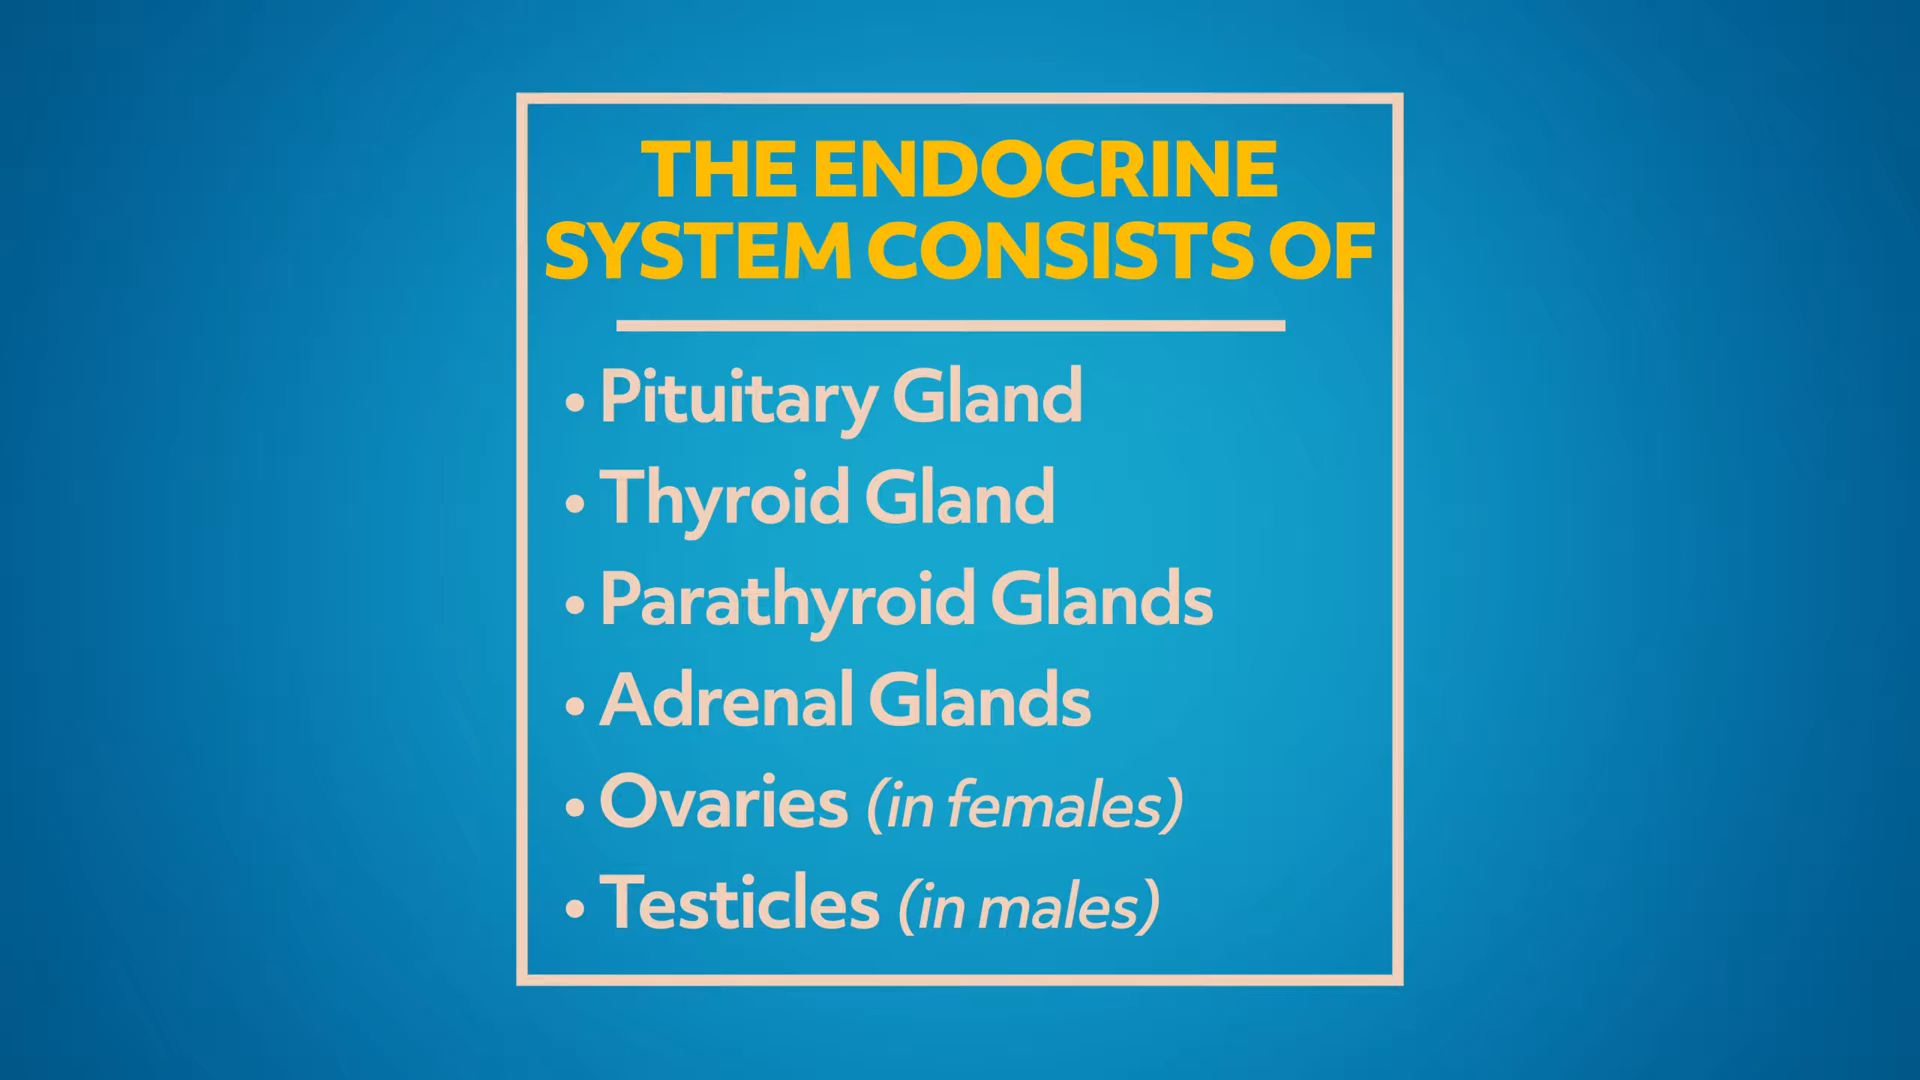 THE ENDOCRINE
SYSTEM CONSISTS OF
• Pituitary Gland
• Thyroid Gland
• Parathyroid Glands
• Adrenal Glands
• Ovaries (in females)
• Testicles (in males)